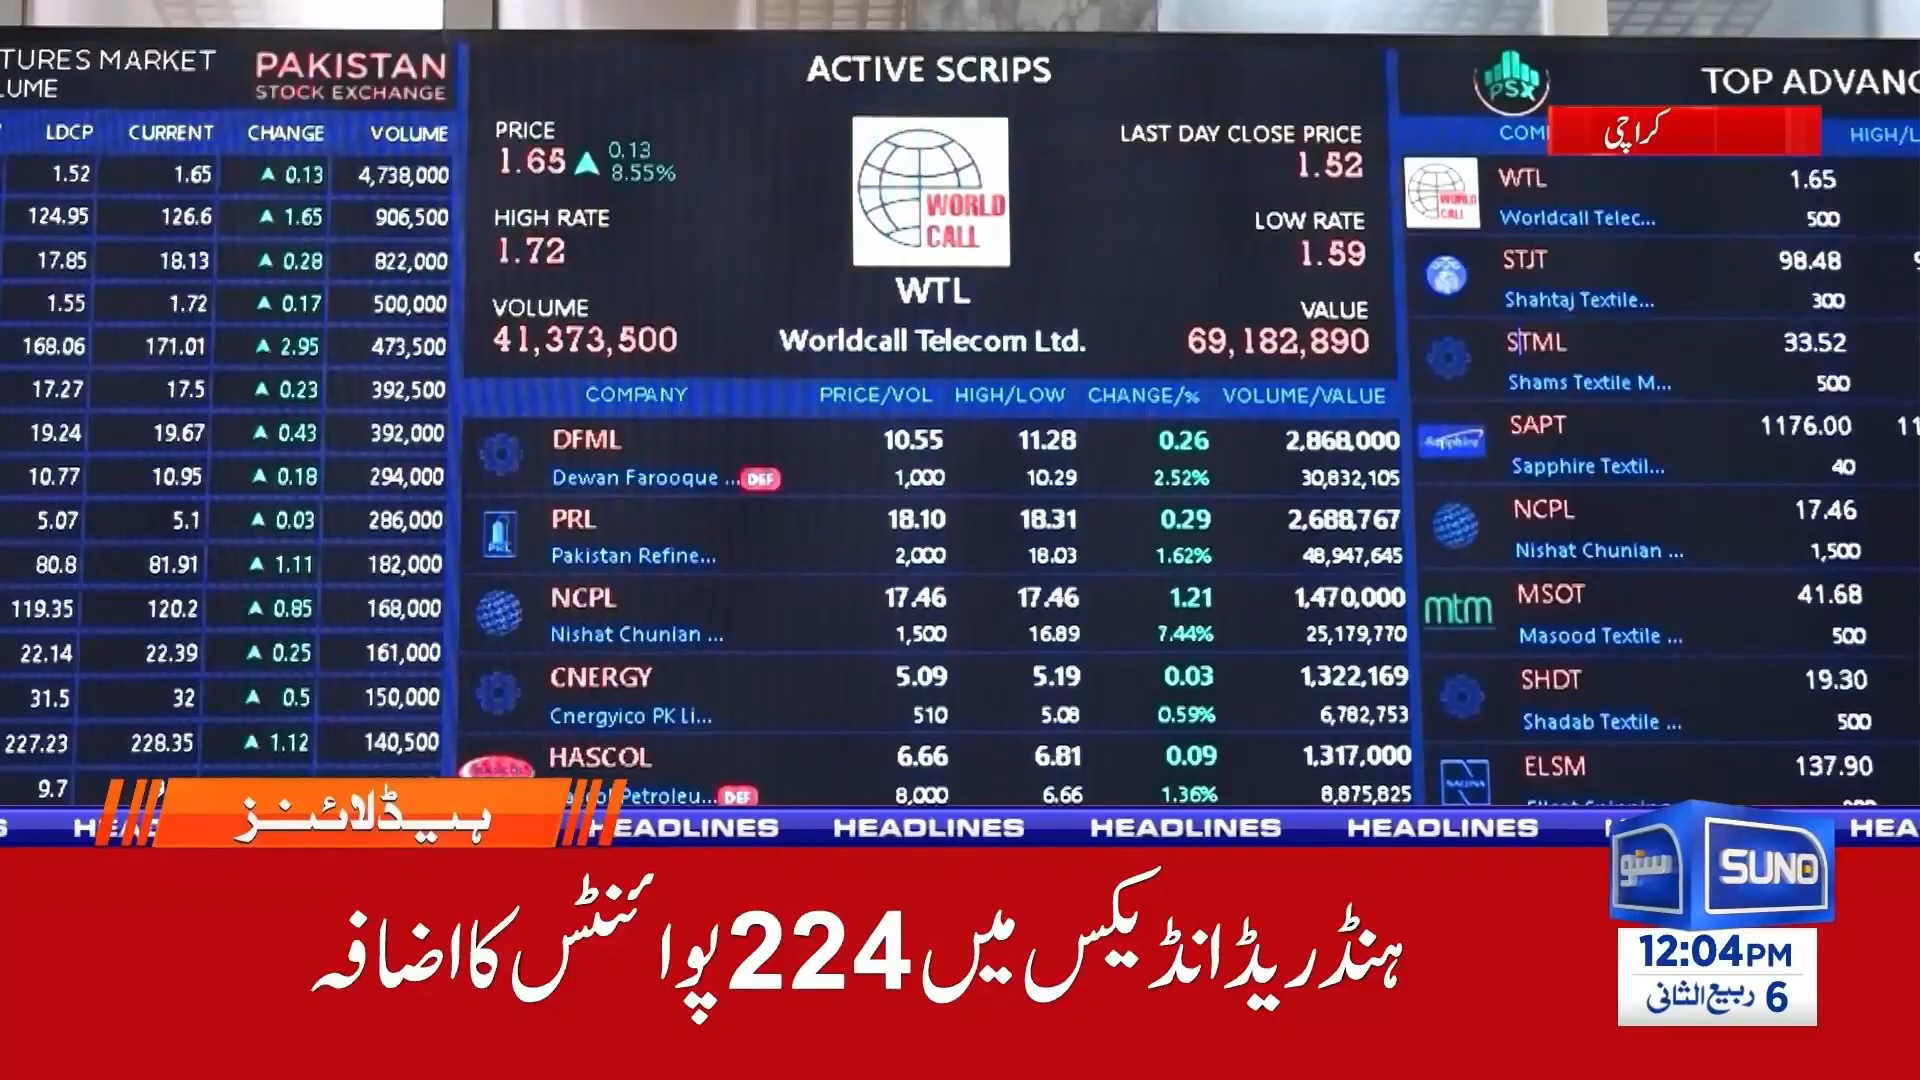 TURES MARKET
LUME
PAKISTAN
STOCK EXCHANGE
LDCP CURRENT CHANGE VOLUME
1.52 1.65 ▲ 0.13 4,738,000
124.95 126.6 ▲ 1.65 906,500
17.85 18.13 ▲ 0.28 822,000
1.55 1.72 ▲ 0.17 500,000
168.06 171.01 ▲ 2.95 473,500
17.27 17.5 ▲ 0.23 392,500
19.24 19.67 ▲ 0.43 392,000
10.77 10.95 ▲ 0.18 294,000
5.07 5.1 ▲ 0.03 286,000
80.8 81.91 ▲ 1.11 182,000
119.35 120.2 ▲ 0.85 168,000
22.14 22.39 ▲ 0.25 161,000
31.5 32 ▲ 0.5 150,000
227.23 228.35 ▲ 1.12 140,500
9.7
ACTIVE SCRIPS
PRICE
1.65 ▲ 0.13
8.55%
HIGH RATE
1.72
VOLUME
41,373,500
WORLD
CALL
WTL
Worldcall Telecom Ltd.
LAST DAY CLOSE PRICE
1.52
LOW RATE
1.59
VALUE
69,182,890
COMPANY PRICE/VOL HIGH/LOW CHANGE/% VOLUME/VALUE
DFML 10.55 11.28 0.26 2,868,000
Dewan Farooque ... DEF 1,000 10.29 2.52% 30,832,105
PRL 18.10 18.31 0.29 2,688,767
Pakistan Refine... 2,000 18.03 1.62% 48,947,645
NCPL 17.46 17.46 1.21 1,470,000
Nishat Chunian ... 1,500 16.89 7.44% 25,179,770
CNERGY 5.09 5.19 0.03 1,322,169
Cnergyico PK Li... 510 5.08 0.59% 6,782,753
HASCOL 6.66 6.81 0.09 1,317,000
Petroleu... DEF 8,000 6.66 1.36% 8,875,825
PSX
TOP ADVANC
COM HIGH/L
کراچی
WORLD
CALL
WTL 1.65
Worldcall Telec... 500
STJT 98.48
Shahtaj Textile... 300
STML 33.52
Shams Textile M... 500
Sapphire
SAPT 1176.00 11
Sapphire Textil... 40
NCPL 17.46
Nishat Chunian ... 1,500
mtm
MSOT 41.68
Masood Textile ... 500
SHDT 19.30
Shadab Textile ... 500
ELSM 137.90
ہیڈلائنز
HEADLINES HEADLINES HEADLINES HEADLINES
ہنڈریڈ انڈیکس میں 224 پوائنٹس کا اضافہ
سنو SUNO
12:04PM
6 ربیع الثانی